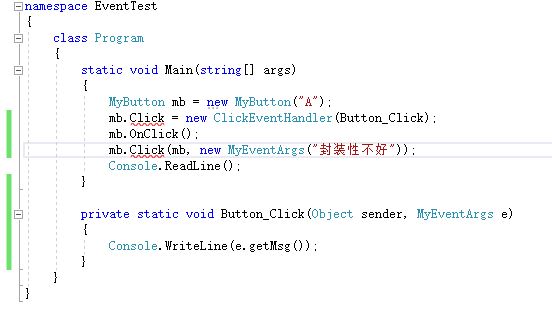 namespace EventTest
{
class Program
{
static void Main(string[] args)
{
MyButton mb = new MyButton("A");
mb.Click = new ClickEventHandler(Button_Click);
mb.OnClick();
mb.Click(mb, new MyEventArgs("封装性不好"));
Console.ReadLine();
}
private static void Button_Click(Object sender, MyEventArgs e)
{
Console.WriteLine(e.getMsg());
}
}
}